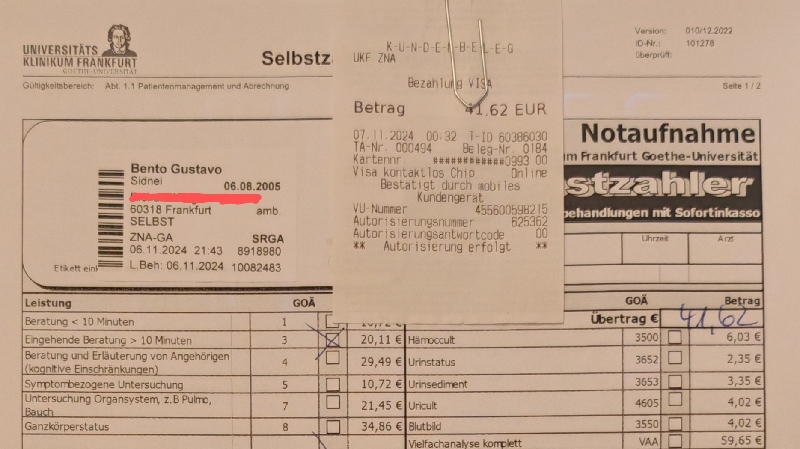 UNIVERSITÄTS
KLINIKUM FRANKFURT
GOETHE-UNIVERSITÄT
Version: 010/12.2022
ID-Nr.: 101278
überprüft:
Gültigkeitsbereich: Abt. 1.1 Patientenmanagement und Abrechnung
Seite 1 / 2
K-U-N-D-E-N-B-E-L-E-G
UKF ZNA
Bezahlung VISA
Betrag 41,62 EUR
07.11.2024 00:32 T-ID 60386030
TA-Nr. 000494 Beleg-Nr. 0184
Kartennr ############0993 00
Visa kontaktlos Chip Online
Bestätigt durch mobiles
Kundengerät
VU-Nummer 455600598215
Autorisierungsnummer 625362
Autorisierungsantwortcode 00
** Autorisierung erfolgt **
Bento Gustavo
Sidnei 06.08.2005
60318 Frankfurt amb.
SELBST
ZNA-GA SRGA
06.11.2024 21:43 8918980
L.Beh: 06.11.2024 10082483
Notaufnahme
Frankfurt Goethe-Universität
stzahler
behandlungen mit Sofortinkasso
Uhrzeit Arzt
Leistung GOÄ
Beratung < 10 Minuten 1
Eingehende Beratung > 10 Minuten 3 20,11 €
Beratung und Erläuterung von Angehörigen
(kognitive Einschränkungen) 4 29,49 €
Symptombezogene Untersuchung 5 10,72 €
Untersuchung Organsystem, z.B Pulmo,
Bauch 7 21,45 €
Ganzkörperstatus 8 34,86 €
GOÄ Betrag
Übertrag € 41,62
Hämoccult 3500 6,03 €
Urinstatus 3652 2,35 €
Urinsediment 3653 3,35 €
Uricult 4605 4,02 €
Blutbild 3550 4,02 €
Vielfachanalyse komplett VAA 59,65 €